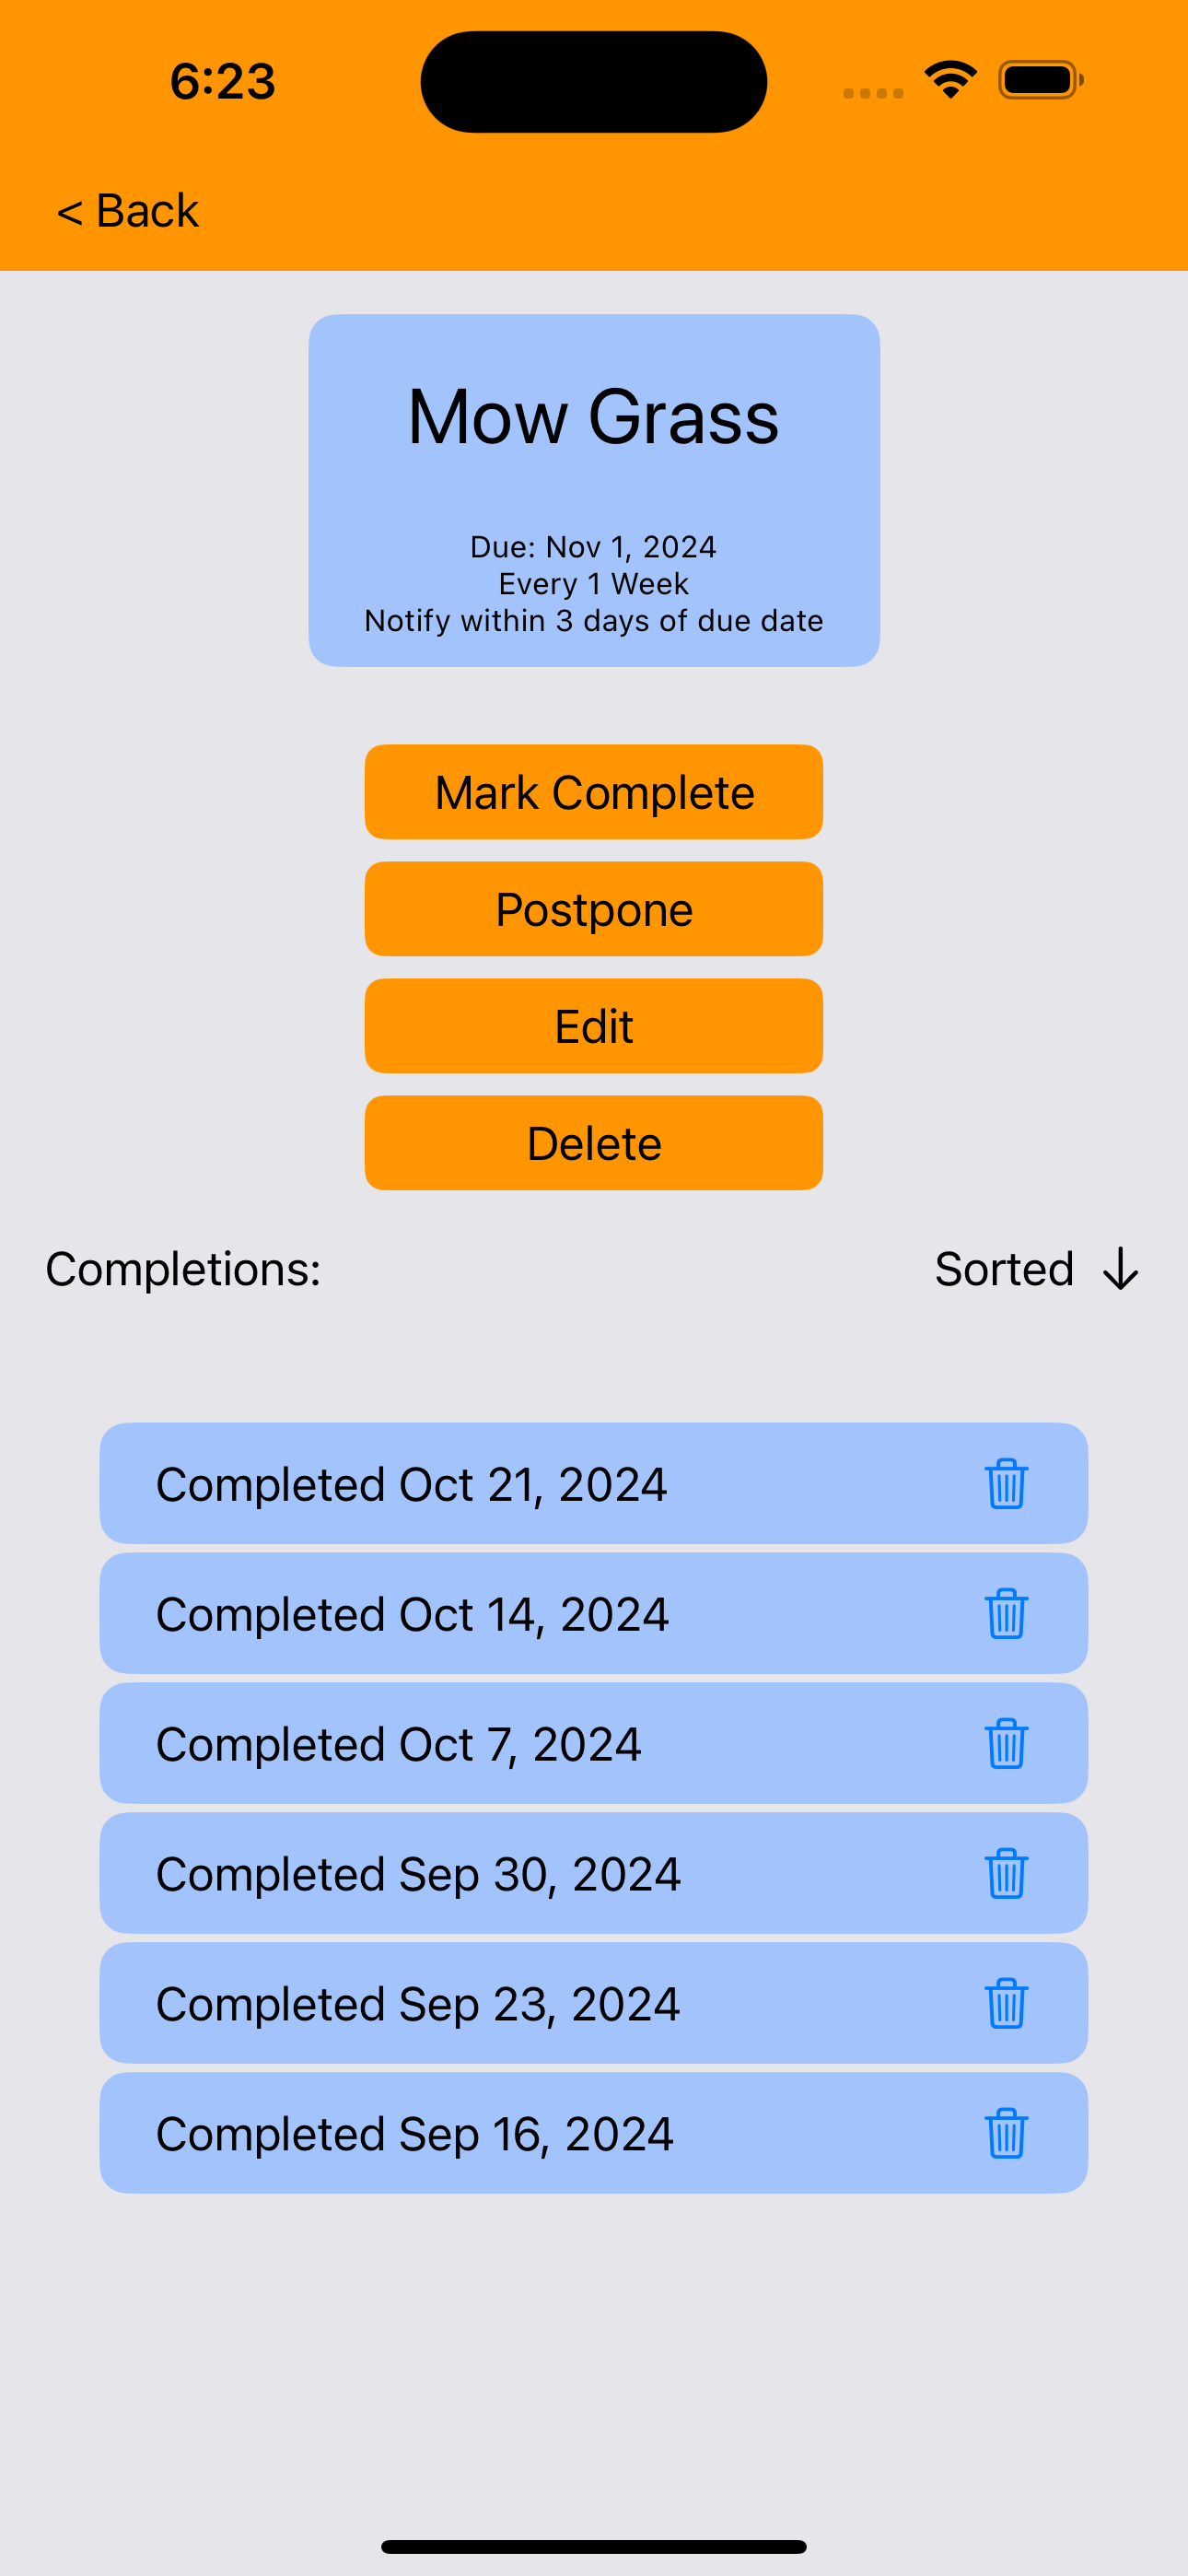 6:23
< Back
Mow Grass
Due: Nov 1, 2024
Every 1 Week
Notify within 3 days of due date
Mark Complete
Postpone
Edit
Delete
Completions:
Sorted ↓
Completed Oct 21, 2024
Completed Oct 14, 2024
Completed Oct 7, 2024
Completed Sep 30, 2024
Completed Sep 23, 2024
Completed Sep 16, 2024